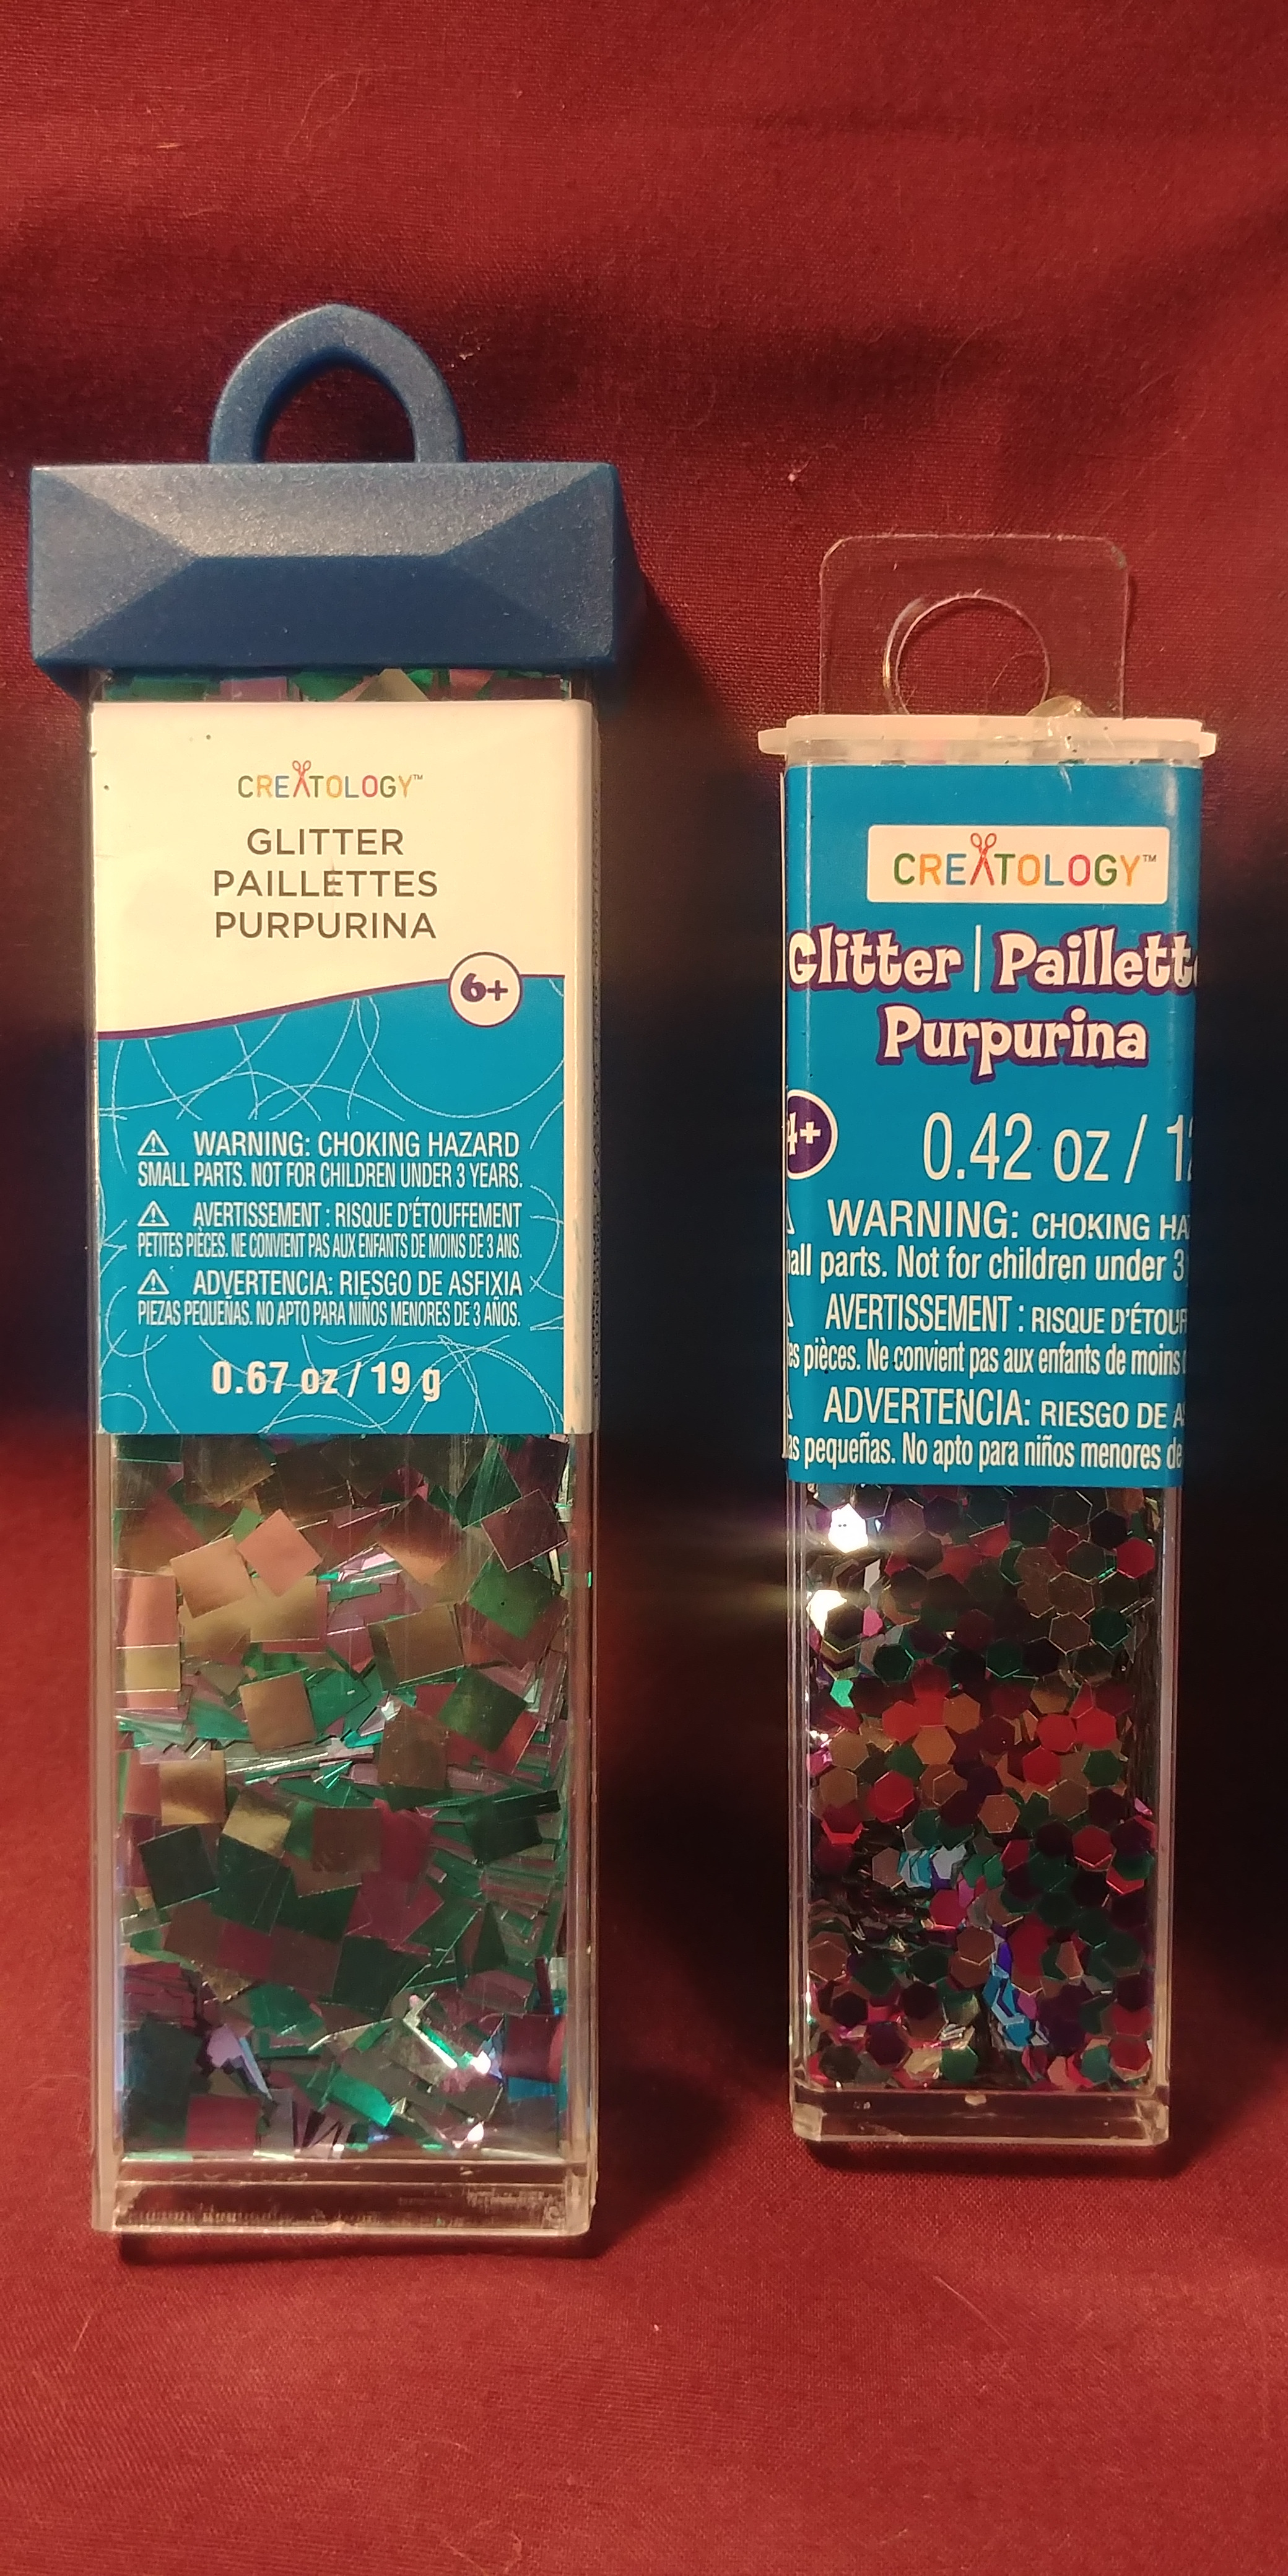 CREATOLOGY™
GLITTER
PAILLETTES
PURPURINA
6+
WARNING: CHOKING HAZARD
SMALL PARTS. NOT FOR CHILDREN UNDER 3 YEARS.
AVERTISSEMENT : RISQUE D'ÉTOUFFEMENT
PETITES PIÈCES. NE CONVIENT PAS AUX ENFANTS DE MOINS DE 3 ANS.
ADVERTENCIA: RIESGO DE ASFIXIA
PIEZAS PEQUEÑAS. NO APTO PARA NIÑOS MENORES DE 3 AÑOS.
0.67 oz / 19 g
CREATOLOGY™
Glitter | Paillett
Purpurina
4+
0.42 oz / 1
WARNING: CHOKING HA
all parts. Not for children under 3
AVERTISSEMENT : RISQUE D'ÉTOUF
es pièces. Ne convient pas aux enfants de moins
ADVERTENCIA: RIESGO DE A
as pequeñas. No apto para niños menores de